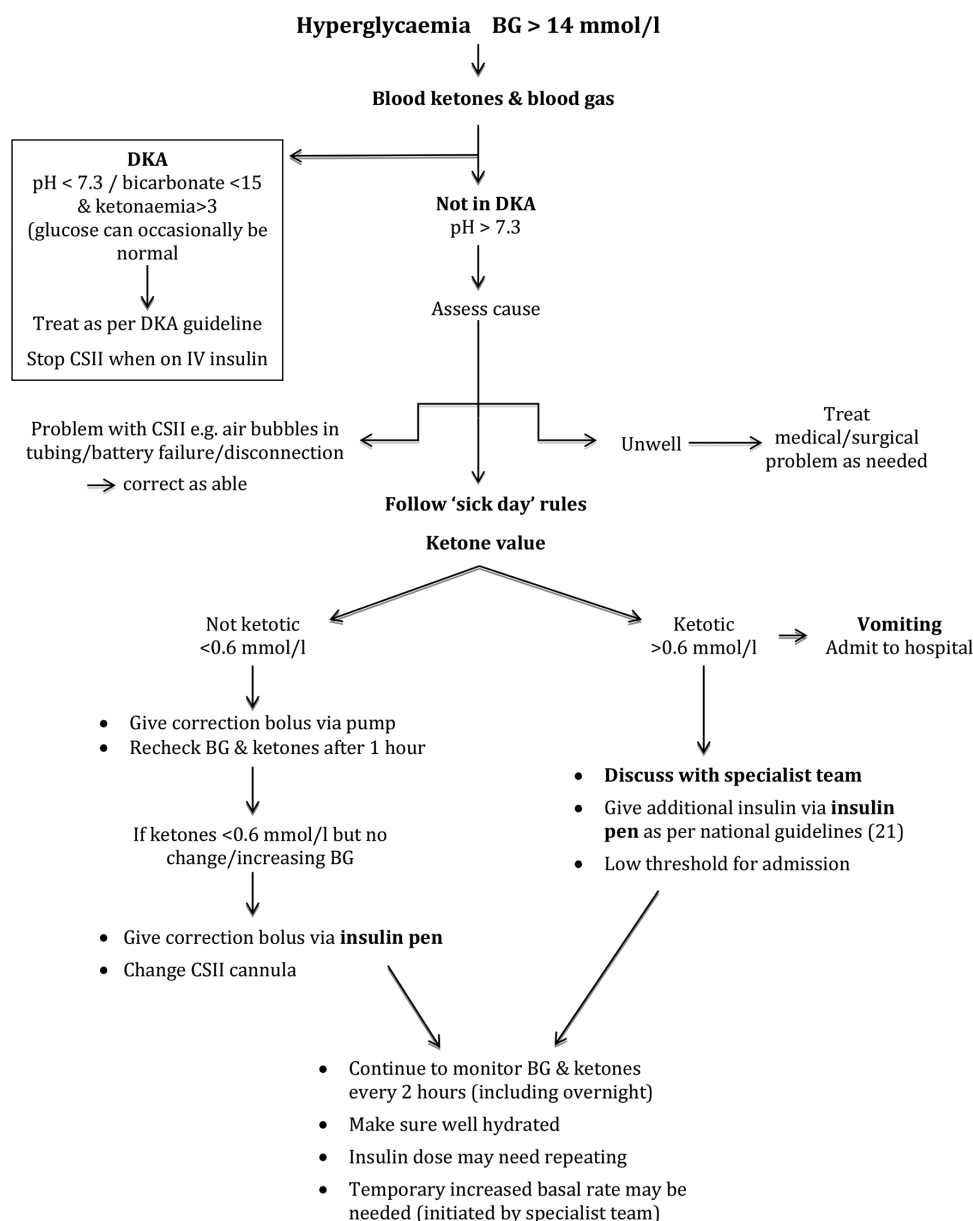 Hyperglycaemia BG > 14 mmol/l
Blood ketones & blood gas
DKA
pH < 7.3 / bicarbonate <15
& ketonaemia>3
(glucose can occasionally be
normal
Treat as per DKA guideline
Stop CSII when on IV insulin
Not in DKA
pH > 7.3
Assess cause
Problem with CSII e.g. air bubbles in
tubing/battery failure/disconnection
correct as able
Unwell
Treat
medical/surgical
problem as needed
Follow ‘sick day’ rules
Ketone value
Not ketotic
<0.6 mmol/l
Ketotic
>0.6 mmol/l
Vomiting
Admit to hospital
• Give correction bolus via pump
• Recheck BG & ketones after 1 hour
If ketones <0.6 mmol/l but no
change/increasing BG
• Give correction bolus via insulin pen
• Change CSII cannula
• Discuss with specialist team
• Give additional insulin via insulin
pen as per national guidelines (21)
• Low threshold for admission
• Continue to monitor BG & ketones
every 2 hours (including overnight)
• Make sure well hydrated
• Insulin dose may need repeating
• Temporary increased basal rate may be
needed (initiated by specialist team)